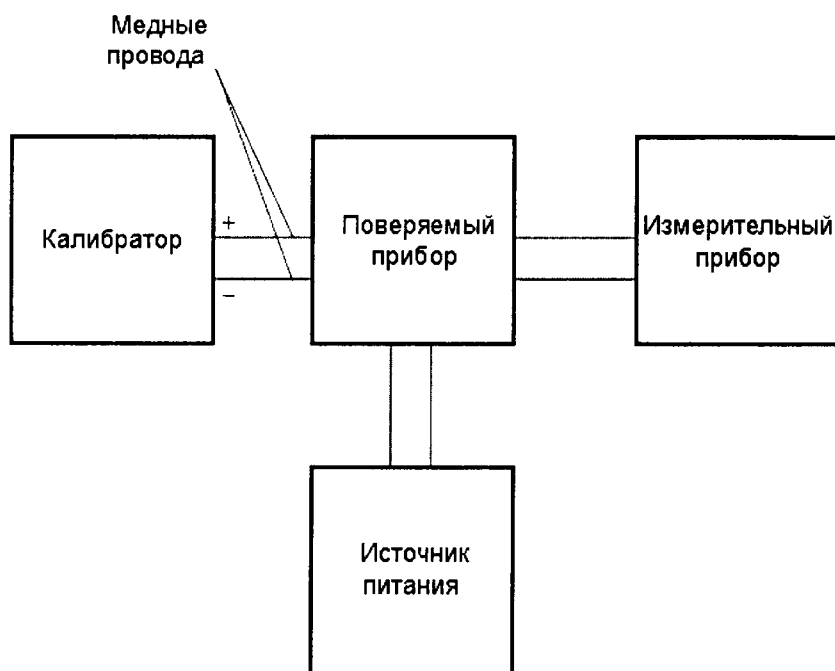 Медные
провода
Калибратор
+
−
Поверяемый
прибор
Измерительный
прибор
Источник
питания